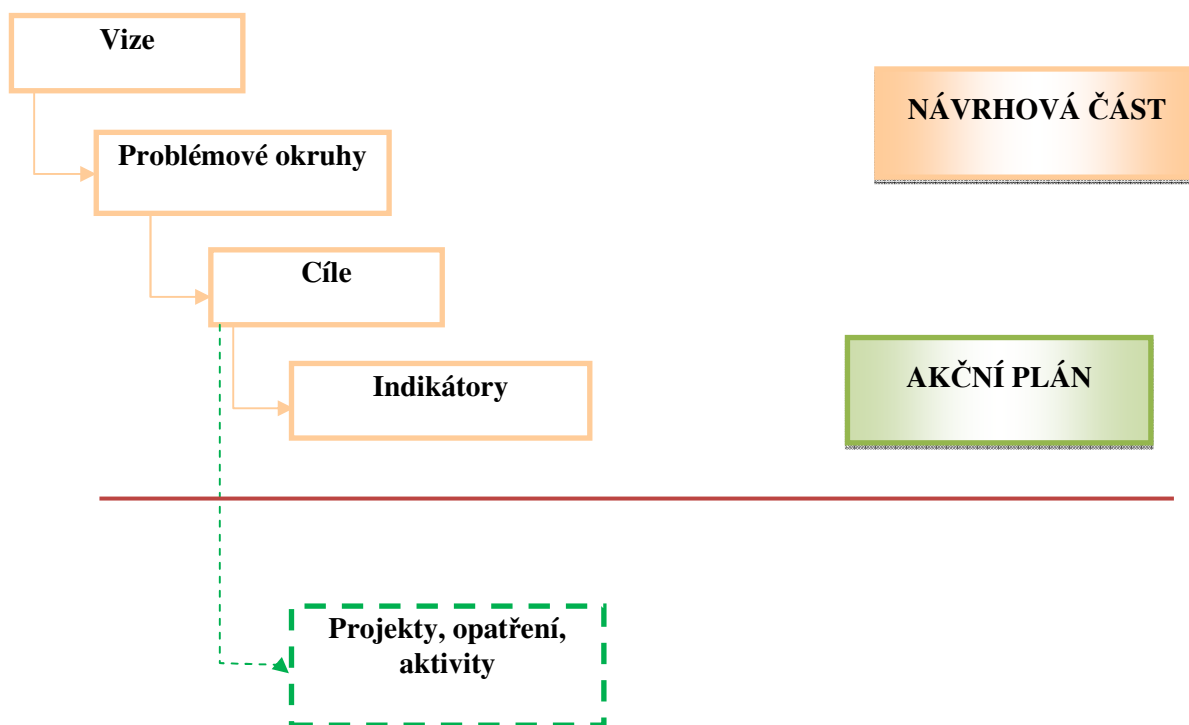 Vize
NÁVRHOVÁ ČÁST
Problémové okruhy
Cíle
Indikátory
AKČNÍ PLÁN
Projekty, opatření,
aktivity